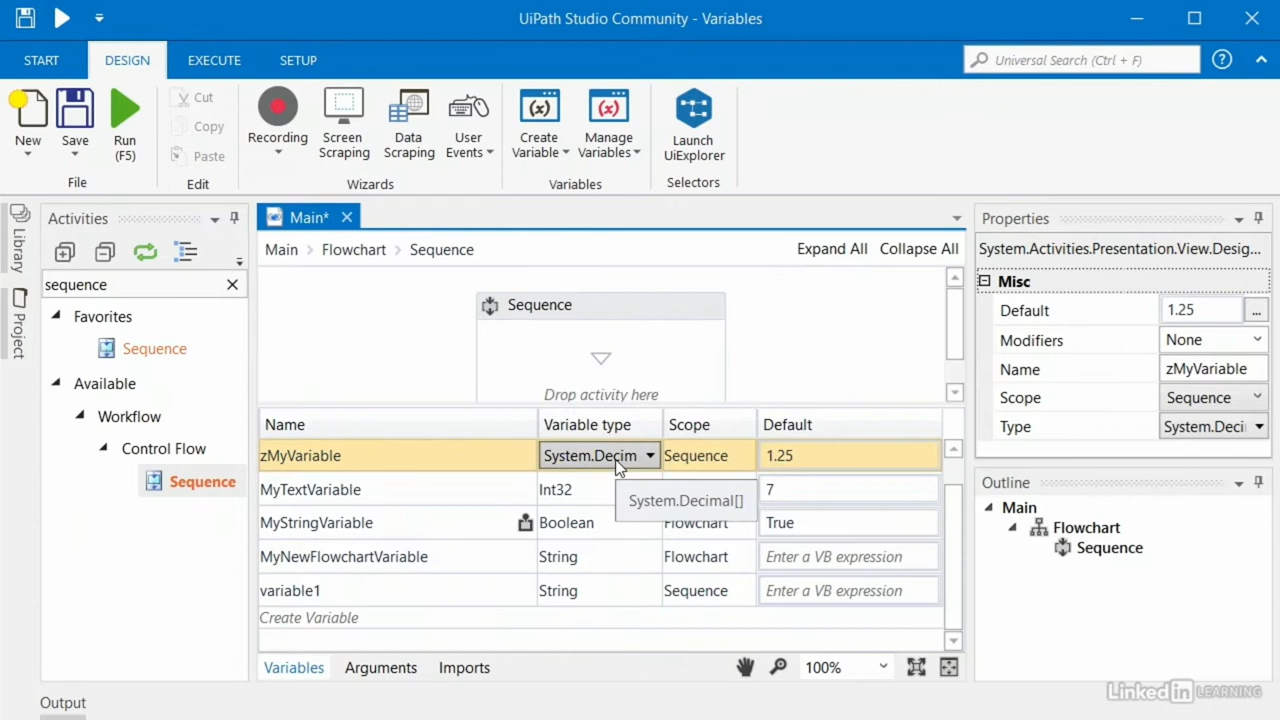 UiPath Studio Community - Variables
START DESIGN EXECUTE SETUP
Universal Search (Ctrl + F)
Cut
Copy
Paste
New Save Run (F5) Recording Screen Scraping Data Scraping User Events Create Variable Manage Variables Launch UiExplorer
File Edit Wizards Variables Selectors
Library
Project
Activities
sequence
Favorites
Sequence
Available
Workflow
Control Flow
Sequence
Main*
Main Flowchart Sequence
Expand All Collapse All
Sequence
Drop activity here
Name Variable type Scope Default
zMyVariable System.Decim Sequence 1.25
MyTextVariable Int32 7
System.Decimal[]
MyStringVariable Boolean Flowchart True
MyNewFlowchartVariable String Flowchart Enter a VB expression
variable1 String Sequence Enter a VB expression
Create Variable
Variables Arguments Imports
100%
Properties
System.Activities.Presentation.View.Desig...
Misc
Default 1.25 ...
Modifiers None
Name zMyVariable
Scope Sequence
Type System.Deci
Outline
Main
Flowchart
Sequence
Output
Linked in LEARNING